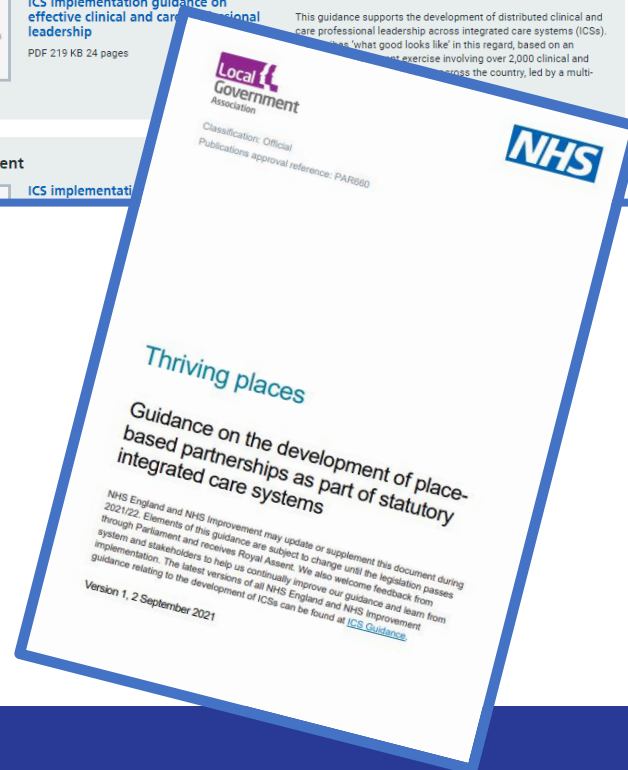 ICS implementation guidance on
effective clinical and care professional
leadership
PDF 219 KB 24 pages
This guidance supports the development of distributed clinical and
care professional leadership across integrated care systems (ICSs).
'what good looks like' in this regard, based on an
exercise involving over 2,000 clinical and
across the country, led by a multi-
ent
ICS implementati
Local
Government
Association
NHS
Classification: Official
Publications approval reference: PAR660
Thriving places
Guidance on the development of place-
based partnerships as part of statutory
integrated care systems
NHS England and NHS Improvement may update or supplement this document during
2021/22. Elements of this guidance are subject to change until the legislation passes
through Parliament and receives Royal Assent. We also welcome feedback from
system and stakeholders to help us continually improve our guidance and learn from
implementation. The latest versions of all NHS England and NHS Improvement
guidance relating to the development of ICSs can be found at ICS Guidance.
Version 1, 2 September 2021